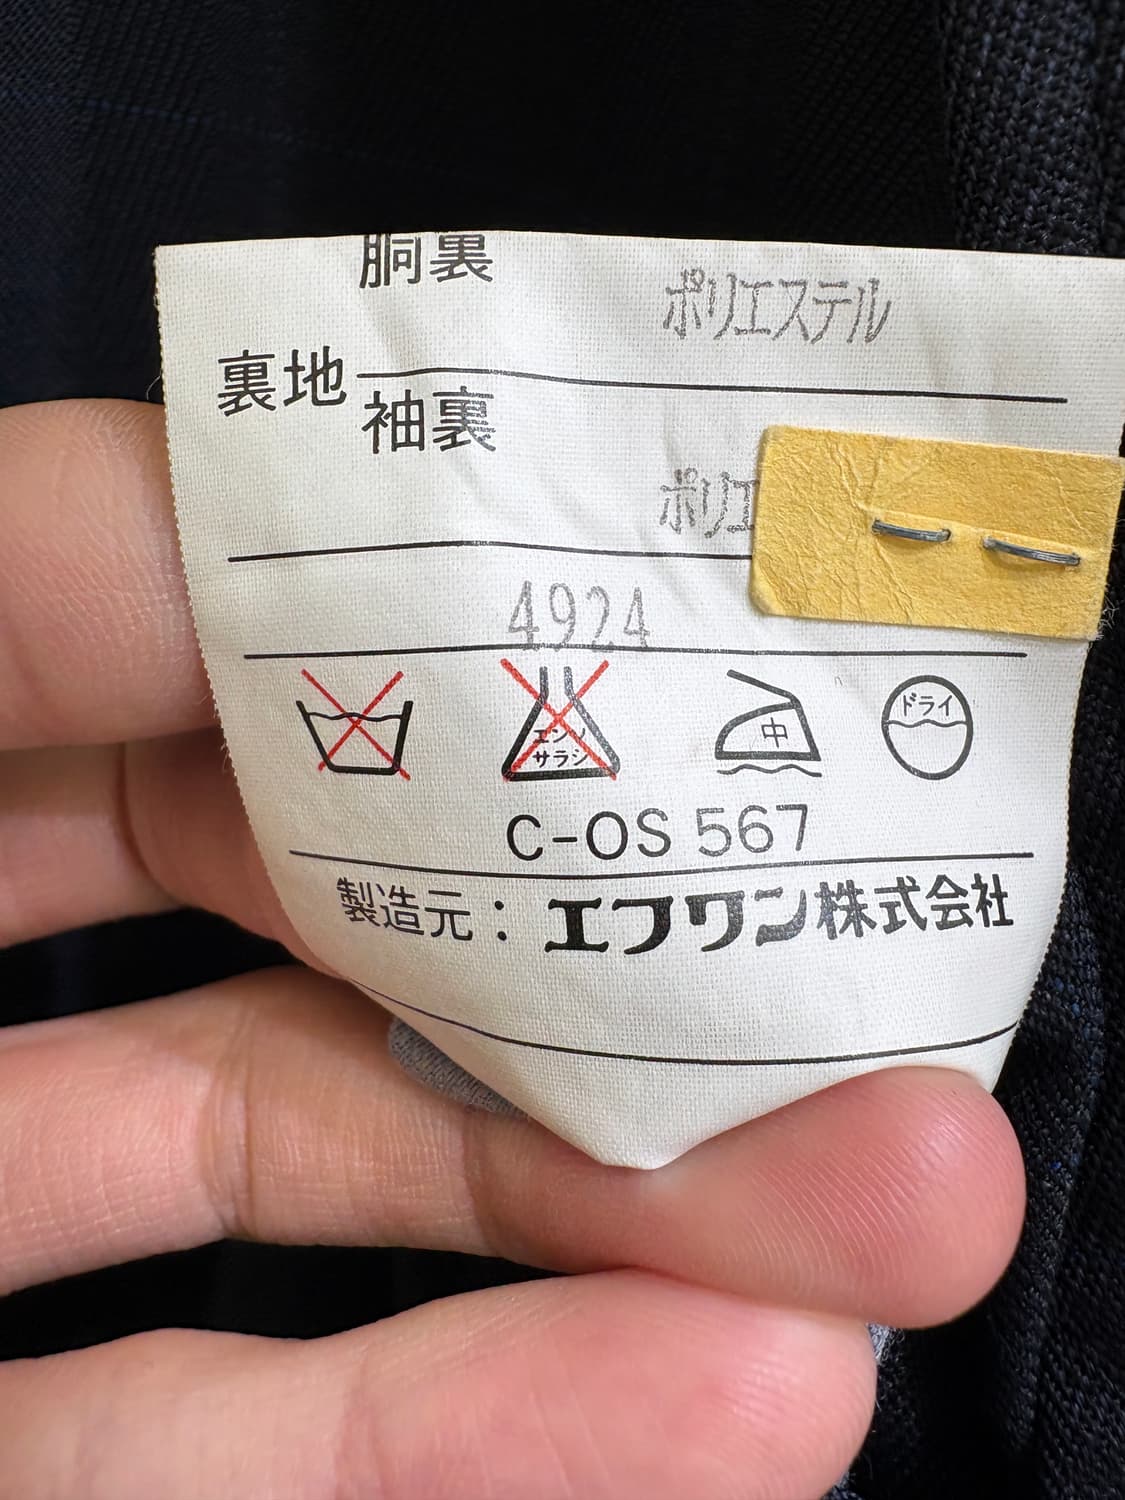 胴裏
ポリエステル
裏地
袖裏
ポリエ
4924
エンソ
サラシ
中
ドライ
C-OS 567
製造元：エフワン株式会社